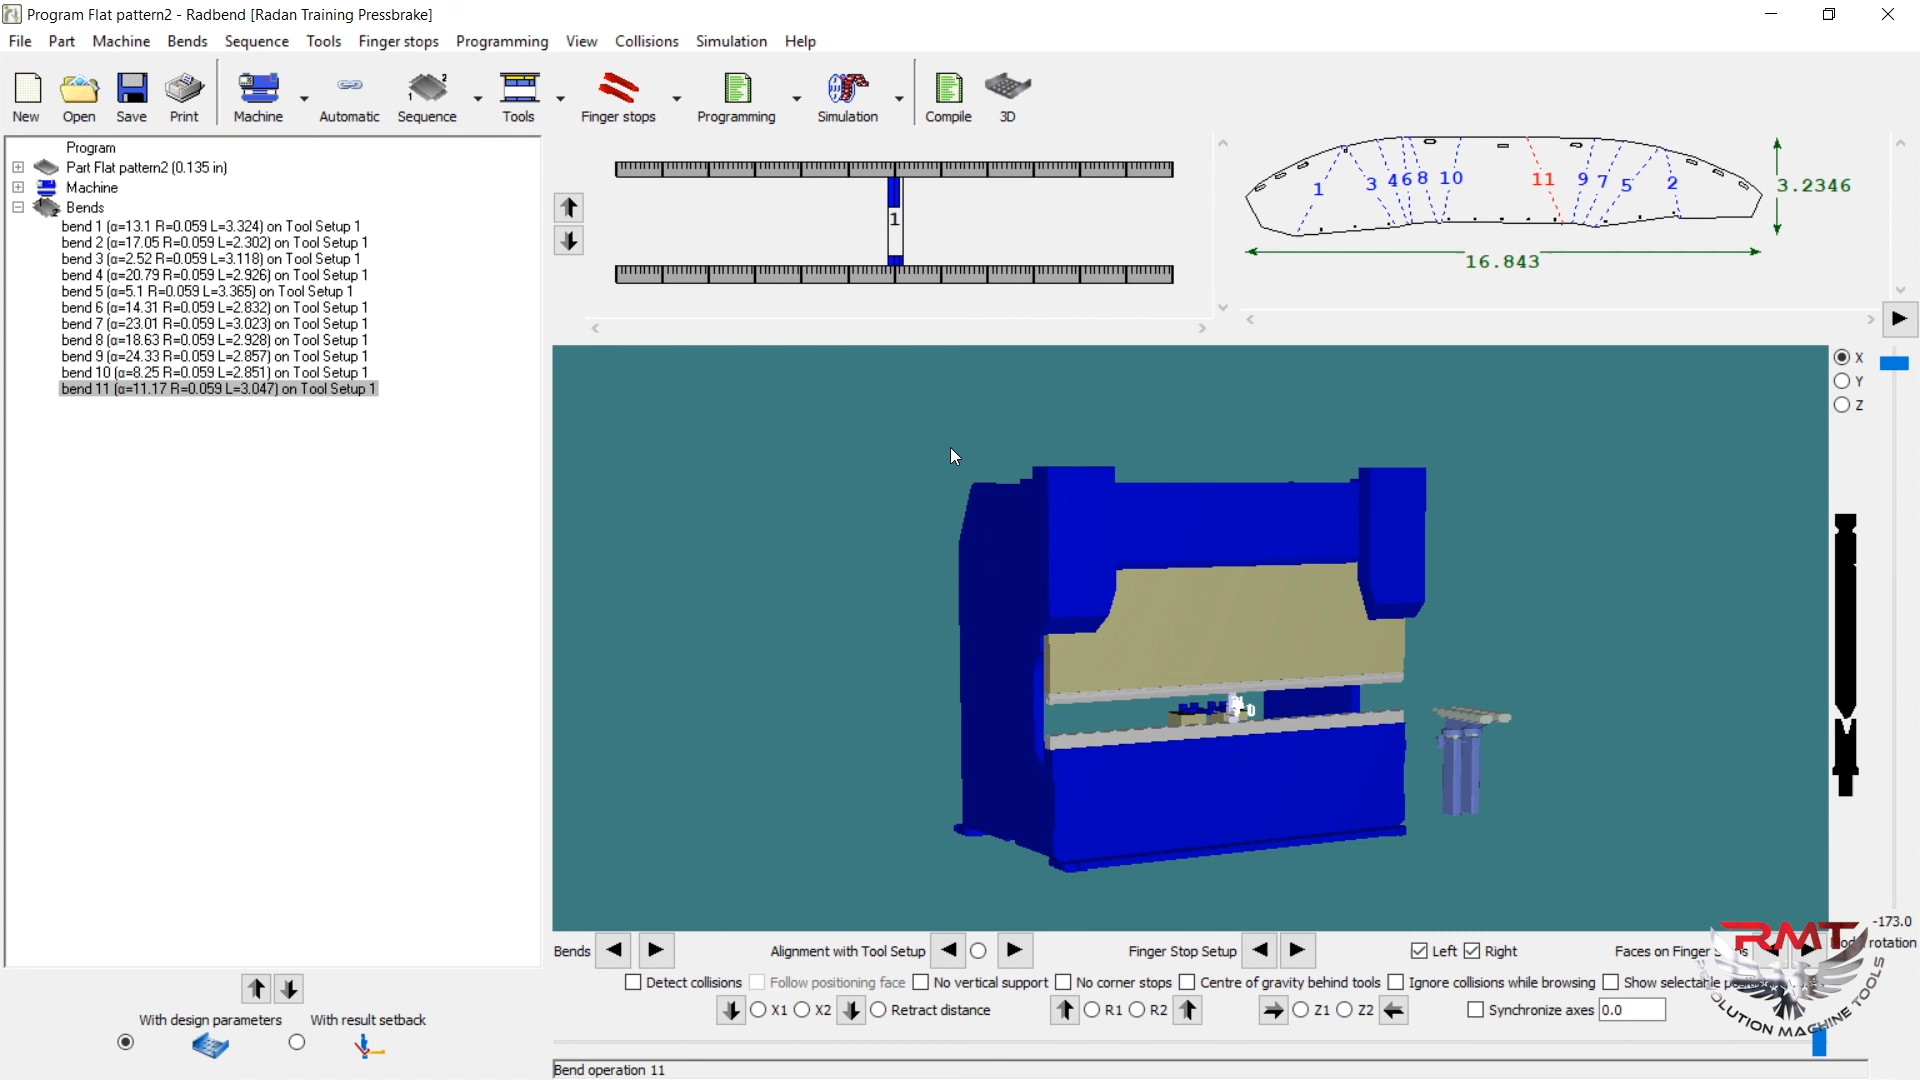 Program Flat pattern2 - Radbend [Radan Training Pressbrake]
File Part Machine Bends Sequence Tools Finger stops Programming View Collisions Simulation Help
New Open Save Print Machine Automatic Sequence Tools Finger stops Programming Simulation Compile 3D
Program
Part Flat pattern2 (0.135 in)
Machine
Bends
bend 1 (α=13.1 R=0.059 L=3.324) on Tool Setup 1
bend 2 (α=17.05 R=0.059 L=2.302) on Tool Setup 1
bend 3 (α=2.52 R=0.059 L=3.118) on Tool Setup 1
bend 4 (α=20.79 R=0.059 L=2.926) on Tool Setup 1
bend 5 (α=5.1 R=0.059 L=3.365) on Tool Setup 1
bend 6 (α=14.31 R=0.059 L=2.832) on Tool Setup 1
bend 7 (α=23.01 R=0.059 L=3.023) on Tool Setup 1
bend 8 (α=18.63 R=0.059 L=2.928) on Tool Setup 1
bend 9 (α=24.33 R=0.059 L=2.857) on Tool Setup 1
bend 10 (α=8.25 R=0.059 L=2.851) on Tool Setup 1
bend 11 (α=11.17 R=0.059 L=3.047) on Tool Setup 1
1
1 3 4 6 8 10 11 9 7 5 2
3.2346
16.843
X
Y
Z
-173.0
rotation
Bends Alignment with Tool Setup Finger Stop Setup Left Right Faces on Finger
Detect collisions Follow positioning face No vertical support No corner stops Centre of gravity behind tools Ignore collisions while browsing Show selectable
X1 X2 Retract distance R1 R2 Z1 Z2 Synchronize axes 0.0
With design parameters With result setback
Bend operation 11
RMT
OLUTION MACHINE TOOLS